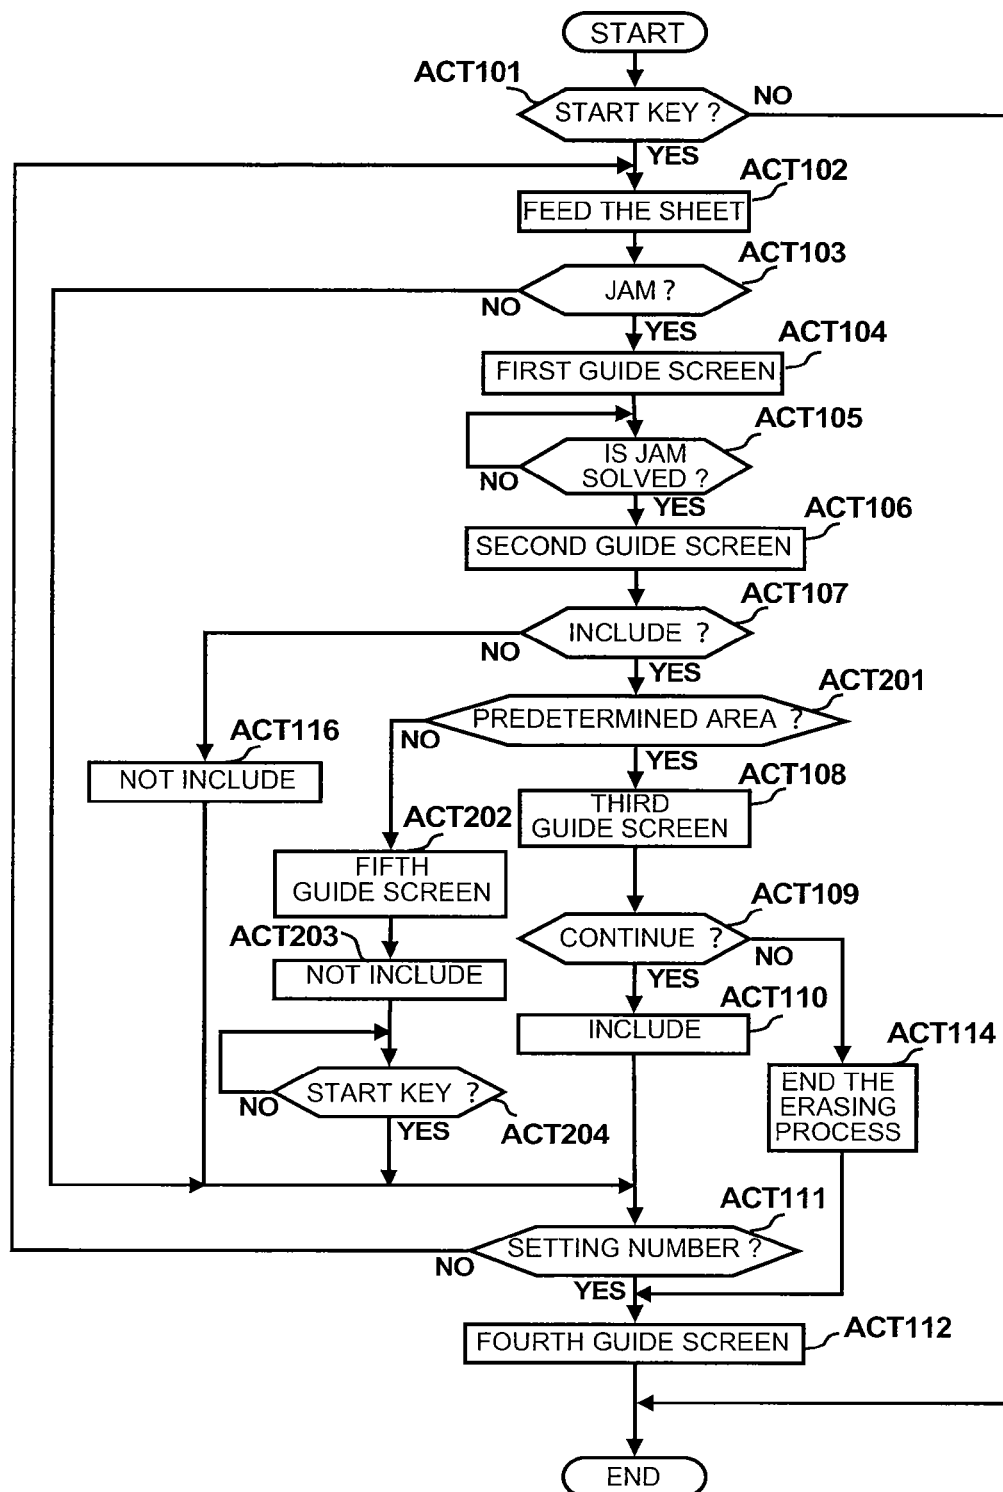 START
ACT101
START KEY ?
NO
YES
ACT102
FEED THE SHEET
ACT103
JAM ?
NO
YES
ACT104
FIRST GUIDE SCREEN
ACT105
IS JAM
SOLVED ?
NO
YES
ACT106
SECOND GUIDE SCREEN
ACT107
INCLUDE ?
NO
YES
ACT201
PREDETERMINED AREA ?
NO
YES
ACT116
NOT INCLUDE
ACT108
THIRD
GUIDE SCREEN
ACT202
FIFTH
GUIDE SCREEN
ACT109
CONTINUE ?
NO
YES
ACT203
NOT INCLUDE
ACT110
INCLUDE
ACT114
END THE
ERASING
PROCESS
START KEY ?
NO
YES
ACT204
ACT111
SETTING NUMBER ?
NO
YES
ACT112
FOURTH GUIDE SCREEN
END